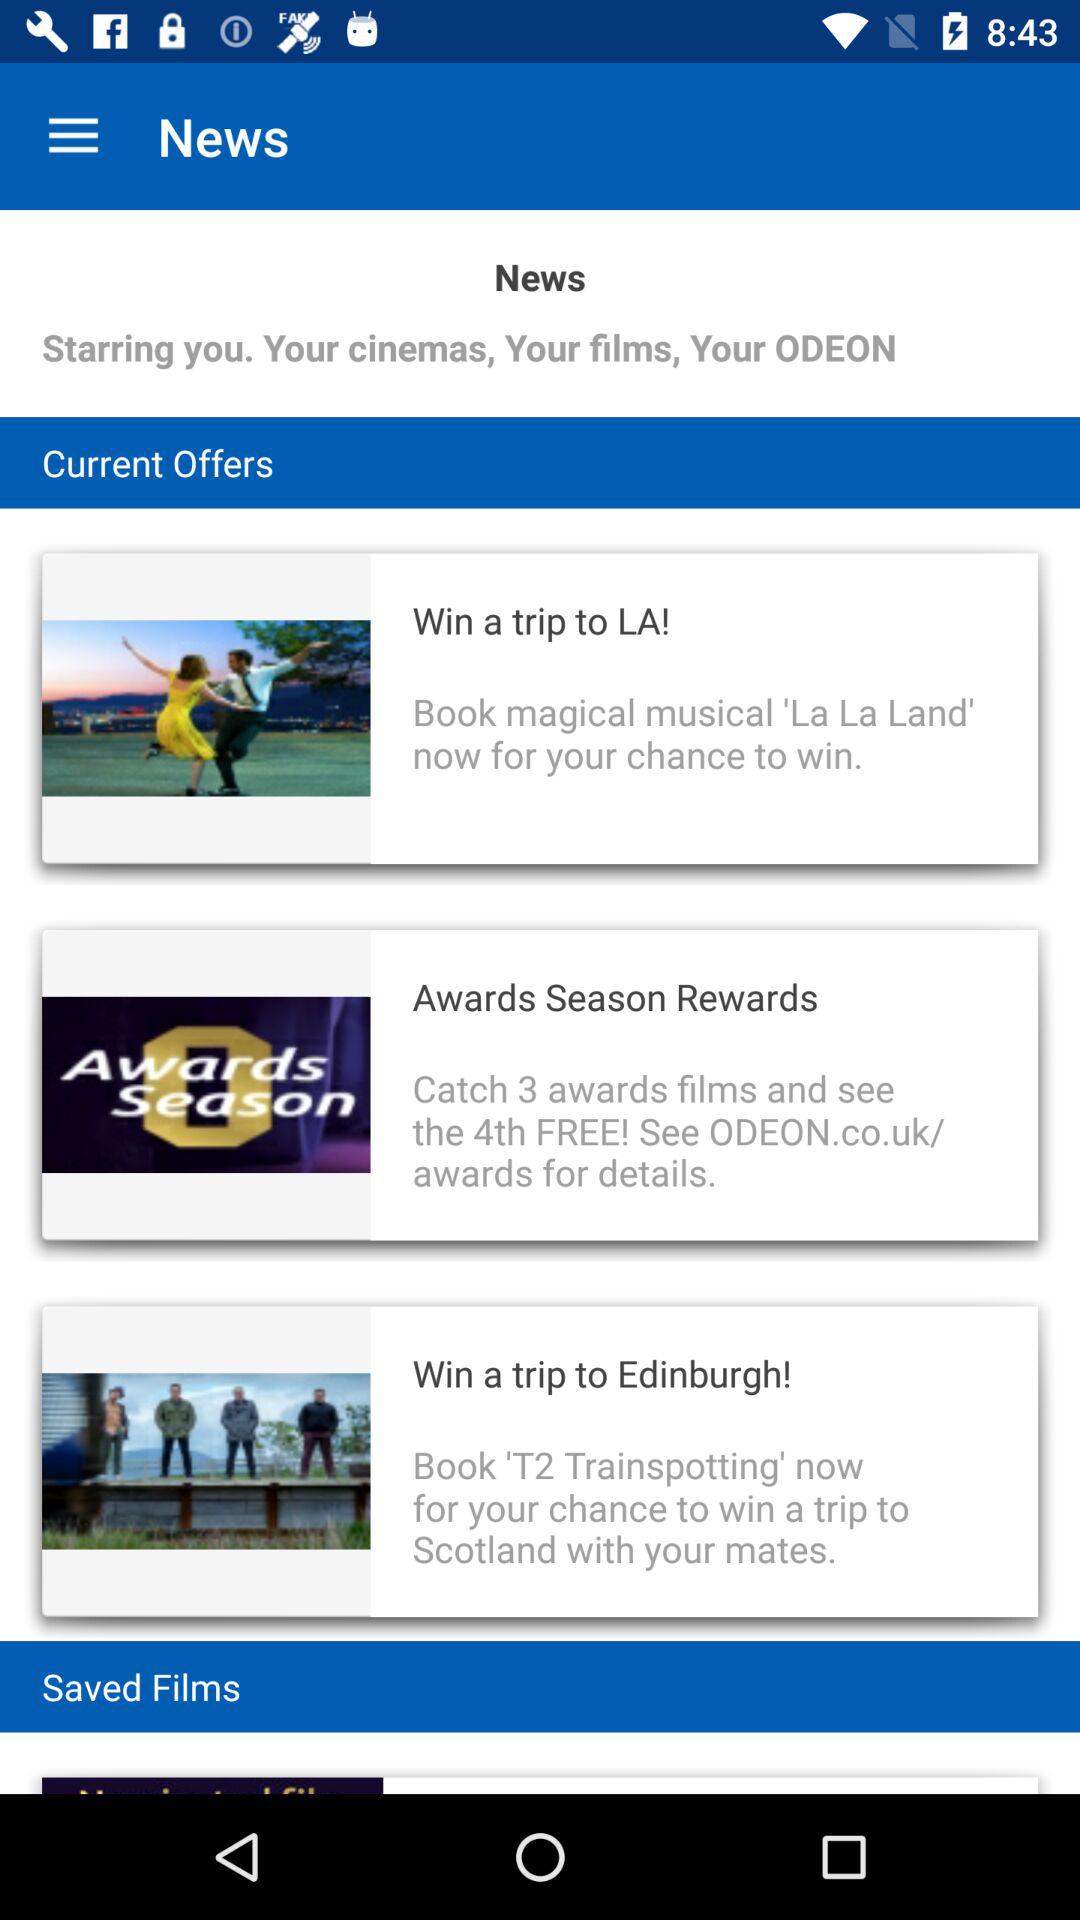 FAKE
8:43
News
News
Starring you. Your cinemas, Your films, Your ODEON
Current Offers
Win a trip to LA!
Book magical musical 'La La Land'
now for your chance to win.
Awards
Season
Awards Season Rewards
Catch 3 awards films and see
the 4th FREE! See ODEON.co.uk/
awards for details.
Win a trip to Edinburgh!
Book 'T2 Trainspotting' now
for your chance to win a trip to
Scotland with your mates.
Saved Films